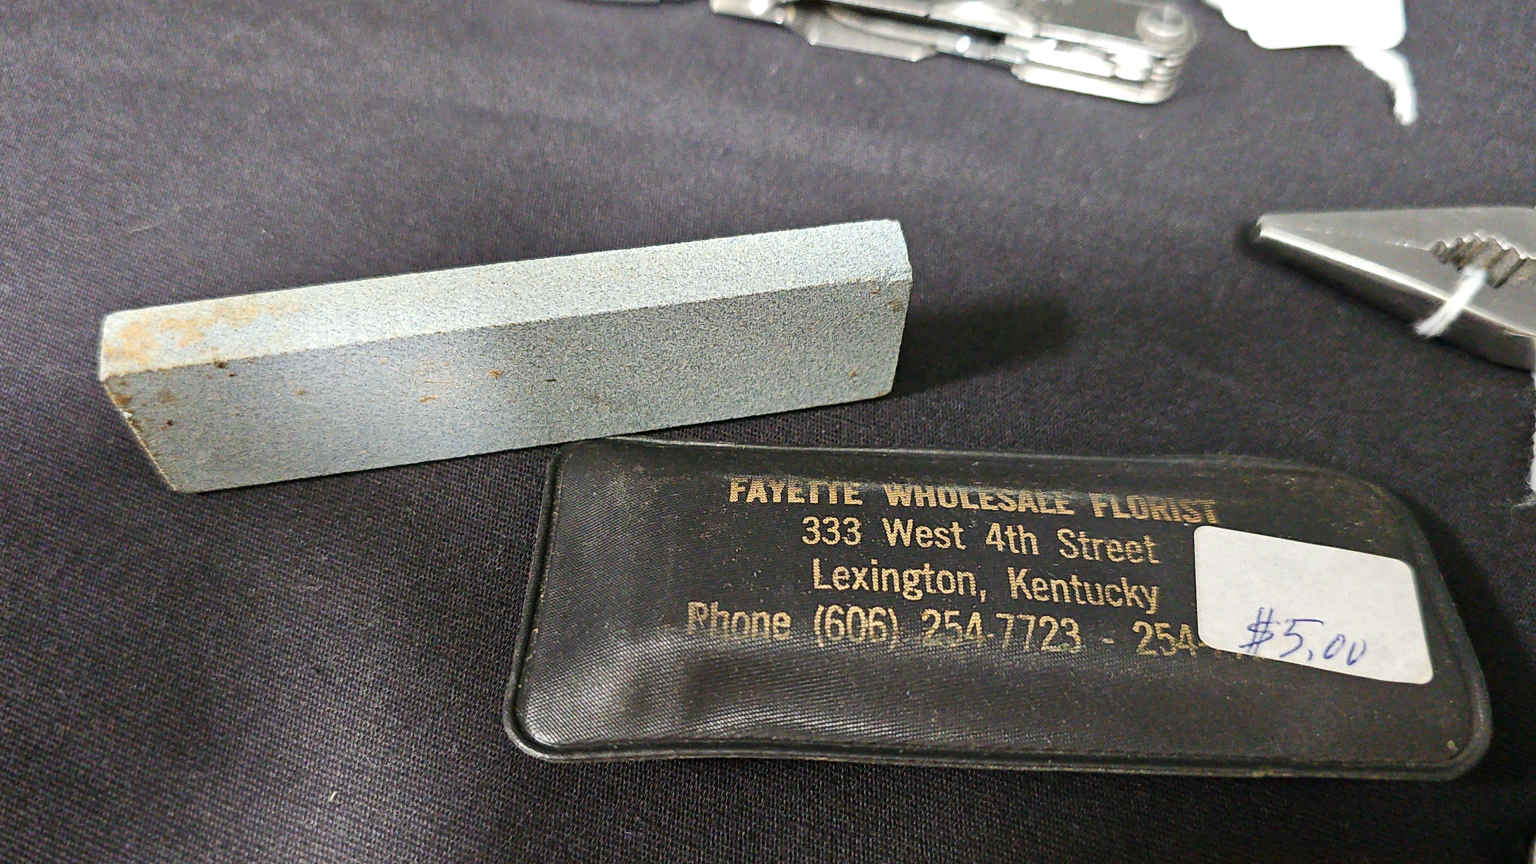 FAYETTE WHOLESALE FLORIST
333 West 4th Street
Lexington, Kentucky
Phone (606) 254-7723 - 254-
$5.00